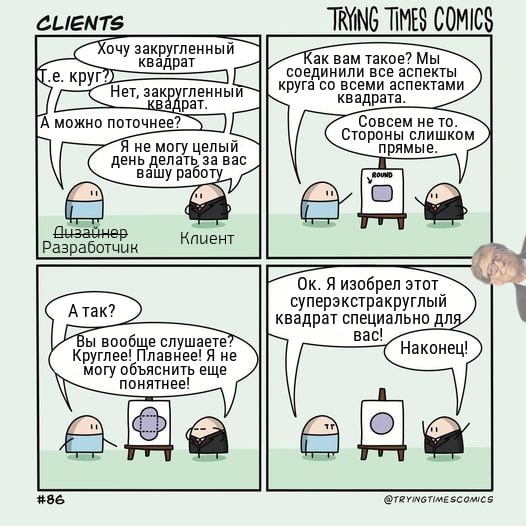 CLIENTS
TRYING TIMES COMICS
Хочу закругленный
квадрат
Т.е. круг?
Нет, закругленный
квадрат.
А можно поточнее?
Я не могу целый
день делать за вас
вашу работу
Дизайнер
Разработчик
Клиент
Как вам такое? Мы
соединили все аспекты
круга со всеми аспектами
квадрата.
Совсем не то.
Стороны слишком
прямые.
ROUND
А так?
Вы вообще слушаете?
Круглее! Плавнее! Я не
могу объяснить еще
понятнее!
Ок. Я изобрел этот
суперэкстракруглый
квадрат специально для
вас!
Наконец!
#86
@TRYINGTIMESCOMICS